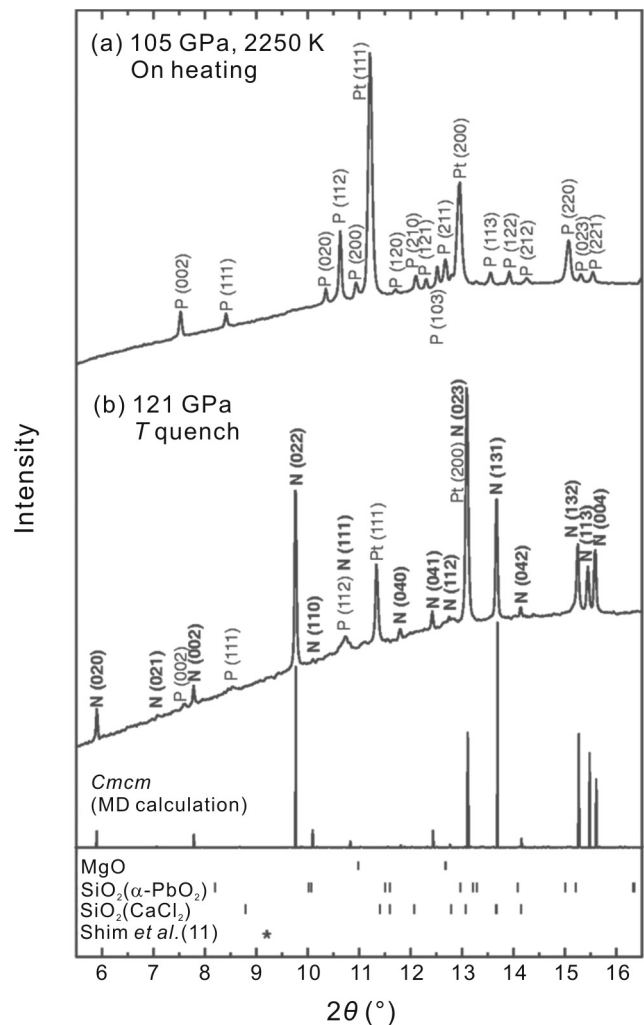 (a) 105 GPa, 2250 K
On heating
P (002)
P (111)
P (020)
P (112)
P (200)
Pt (111)
P (120)
P (210)
P (121)
P (103)
P (211)
Pt (200)
P (113)
P (122)
P (212)
P (220)
P (023)
P (221)
(b) 121 GPa
T quench
N (020)
N (021)
P (002)
N (002)
P (111)
N (022)
N (110)
P (112)
N (111)
Pt (111)
N (040)
N (041)
N (112)
Pt (200)
N (023)
N (131)
N (042)
N (132)
N (113)
N (004)
Intensity
Cmcm
(MD calculation)
MgO
SiO₂(α-PbO₂)
SiO₂(CaCl₂)
Shim et al.(11) *
6 7 8 9 10 11 12 13 14 15 16
2θ (°)